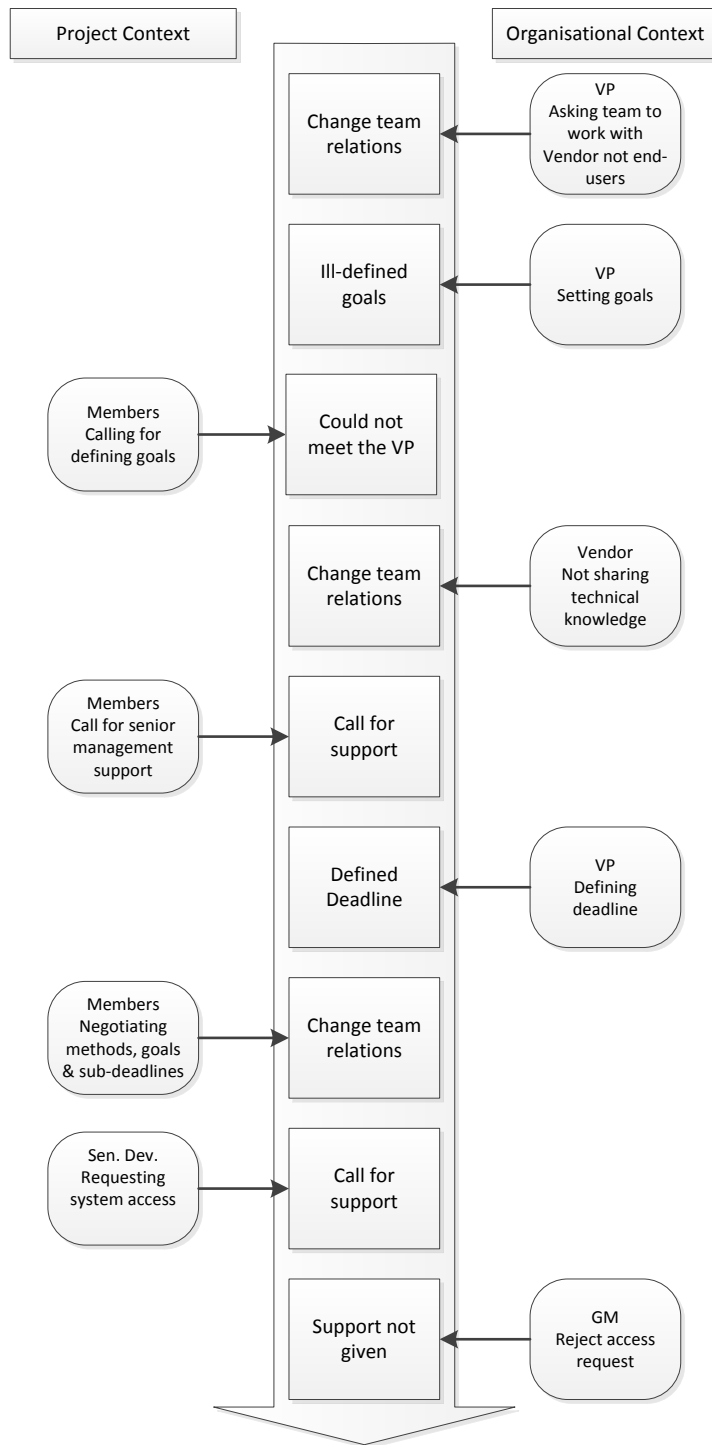 Project Context
Organisational Context
Change team
relations
VP
Asking team to
work with
Vendor not end-
users
Ill-defined
goals
VP
Setting goals
Members
Calling for
defining goals
Could not
meet the VP
Change team
relations
Vendor
Not sharing
technical
knowledge
Members
Call for senior
management
support
Call for
support
Defined
Deadline
VP
Defining
deadline
Members
Negotiating
methods, goals
& sub-deadlines
Change team
relations
Sen. Dev.
Requesting
system access
Call for
support
Support not
given
GM
Reject access
request